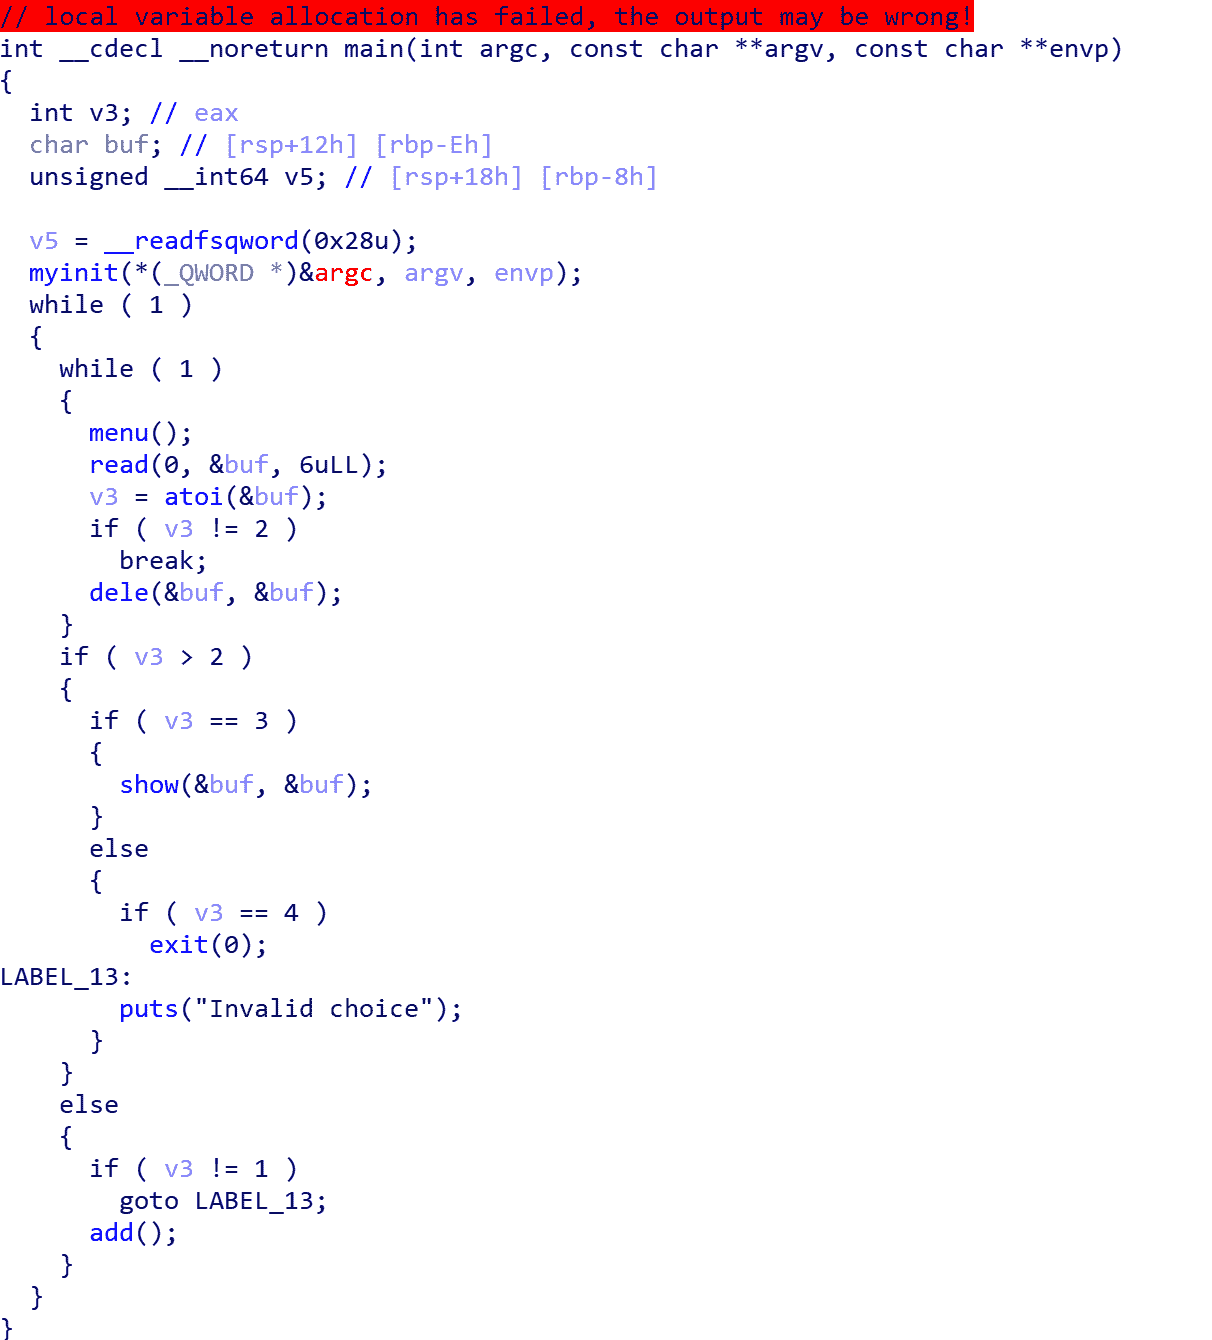 // local variable allocation has failed, the output may be wrong!
int __cdecl __noreturn main(int argc, const char **argv, const char **envp)
{
  int v3; // eax
  char buf; // [rsp+12h] [rbp-Eh]
  unsigned __int64 v5; // [rsp+18h] [rbp-8h]

  v5 = __readfsqword(0x28u);
  myinit(*(_QWORD *)&argc, argv, envp);
  while ( 1 )
  {
    while ( 1 )
    {
      menu();
      read(0, &buf, 6uLL);
      v3 = atoi(&buf);
      if ( v3 != 2 )
        break;
      dele(&buf, &buf);
    }
    if ( v3 > 2 )
    {
      if ( v3 == 3 )
      {
        show(&buf, &buf);
      }
      else
      {
        if ( v3 == 4 )
          exit(0);
LABEL_13:
        puts("Invalid choice");
      }
    }
    else
    {
      if ( v3 != 1 )
        goto LABEL_13;
      add();
    }
  }
}